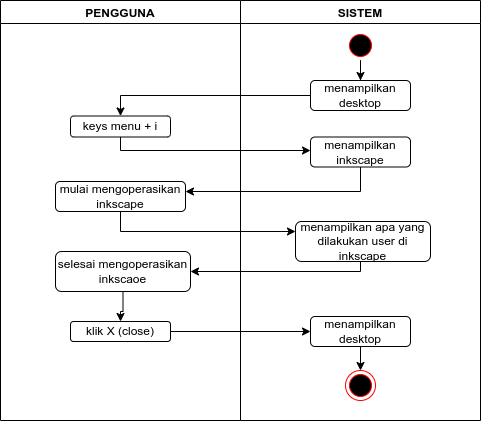 PENGGUNA
SISTEM
menampilkan
desktop
keys menu + i
menampilkan
inkscape
mulai mengoperasikan
inkscape
menampilkan apa yang
dilakukan user di
inkscape
selesai mengoperasikan
inkscaoe
klik X (close)
menampilkan
desktop